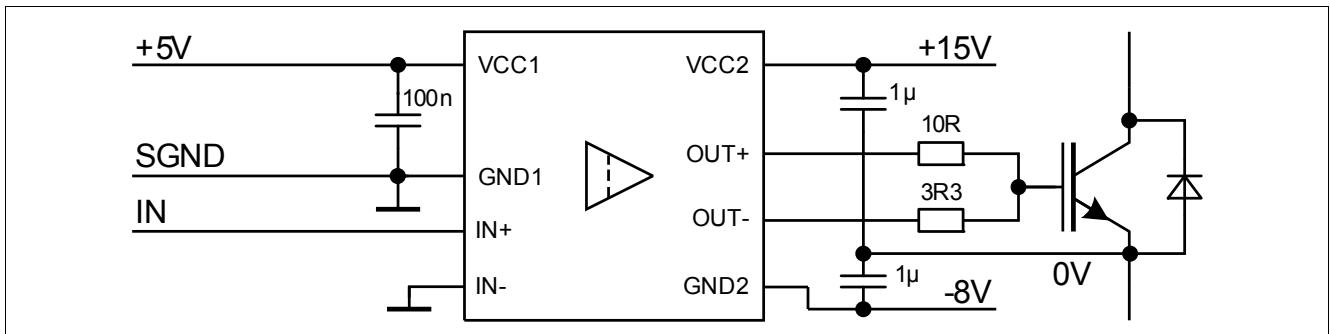 +5V
VCC1
VCC2
+15V
100n
1µ
10R
SGND
OUT+
GND1
3R3
IN
OUT-
IN+
0V
IN-
GND2
1µ
-8V